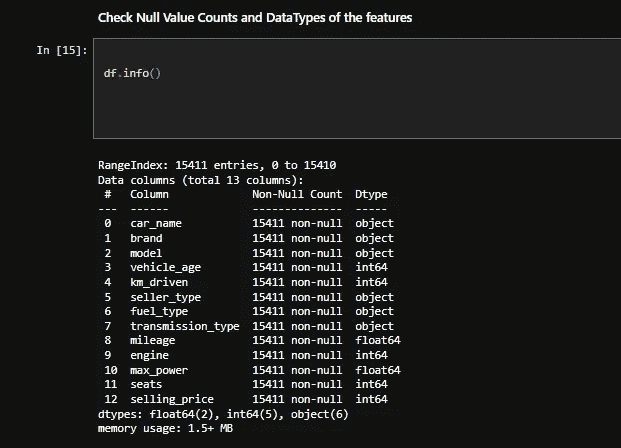 Check Null Value Counts and DataTypes of the features
In [15]:
df.info()
RangeIndex: 15411 entries, 0 to 15410
Data columns (total 13 columns):
 #   Column             Non-Null Count  Dtype
---  ------             --------------  -----
 0   car_name           15411 non-null  object
 1   brand              15411 non-null  object
 2   model              15411 non-null  object
 3   vehicle_age        15411 non-null  int64
 4   km_driven          15411 non-null  int64
 5   seller_type        15411 non-null  object
 6   fuel_type          15411 non-null  object
 7   transmission_type  15411 non-null  object
 8   mileage            15411 non-null  float64
 9   engine             15411 non-null  int64
 10  max_power          15411 non-null  float64
 11  seats              15411 non-null  int64
 12  selling_price      15411 non-null  int64
dtypes: float64(2), int64(5), object(6)
memory usage: 1.5+ MB